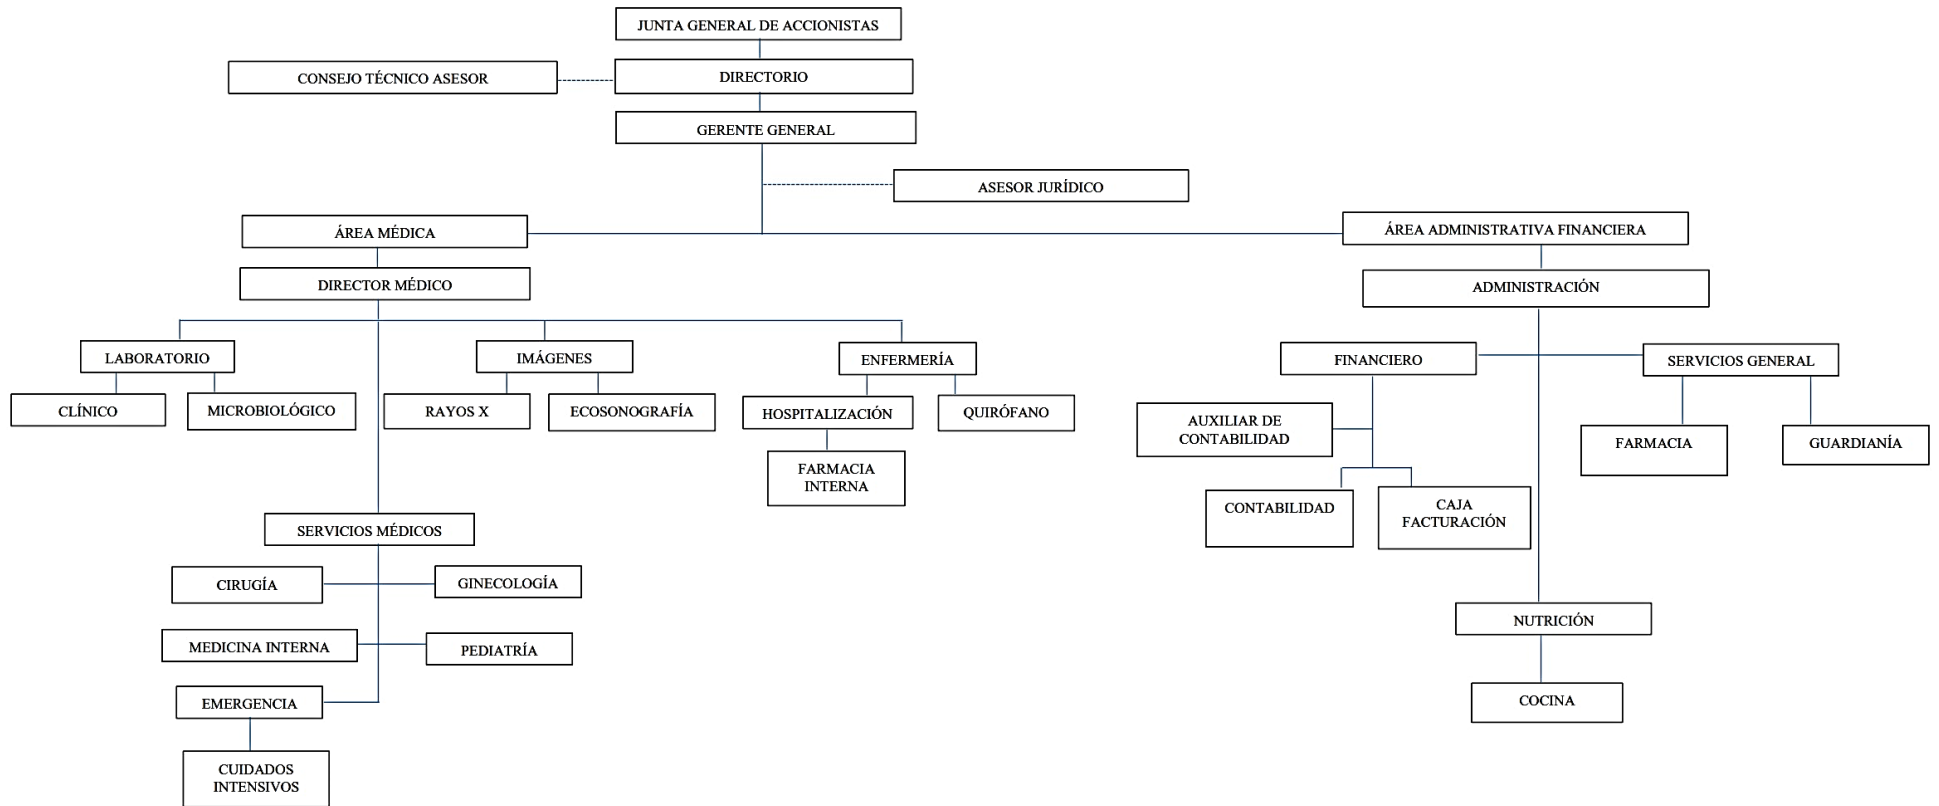 JUNTA GENERAL DE ACCIONISTAS
CONSEJO TÉCNICO ASESOR
DIRECTORIO
GERENTE GENERAL
ASESOR JURÍDICO
ÁREA MÉDICA
ÁREA ADMINISTRATIVA FINANCIERA
DIRECTOR MÉDICO
ADMINISTRACIÓN
LABORATORIO
IMÁGENES
ENFERMERÍA
FINANCIERO
SERVICIOS GENERAL
CLÍNICO
MICROBIOLÓGICO
RAYOS X
ECOSONOGRAFÍA
HOSPITALIZACIÓN
QUIRÓFANO
AUXILIAR DE
CONTABILIDAD
FARMACIA
GUARDIANÍA
FARMACIA
INTERNA
CONTABILIDAD
CAJA
FACTURACIÓN
SERVICIOS MÉDICOS
CIRUGÍA
GINECOLOGÍA
NUTRICIÓN
MEDICINA INTERNA
PEDIATRÍA
EMERGENCIA
COCINA
CUIDADOS
INTENSIVOS